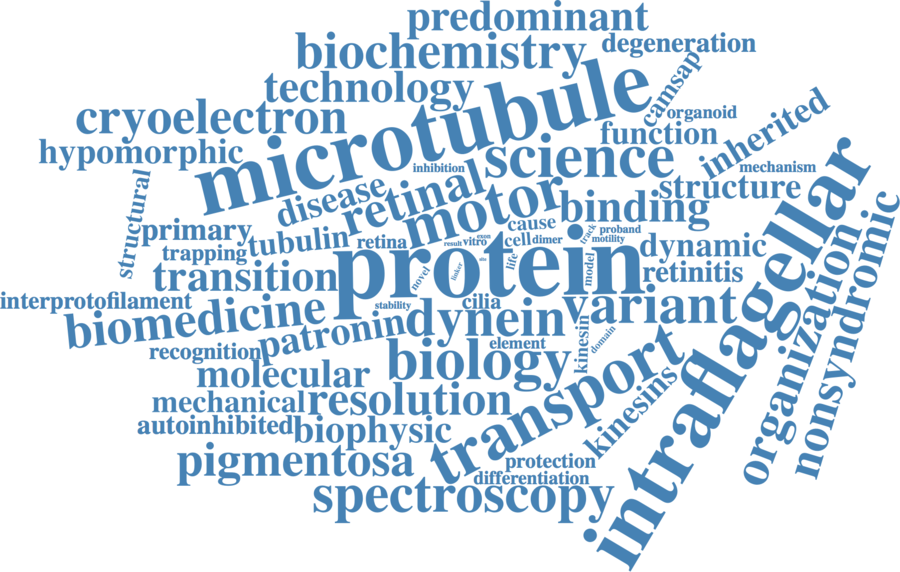 predominant
biochemistry
degeneration
technology
camsap
cryoelectron
microtubule
organoid
function
inherited
hypomorphic
science
inhibition
mechanism
structural
disease
retinal
motor
structure
binding
primary
cause
trapping
tubulin
retina
result
vitro
exon
cell
dimer
track
proband
motility
dynamic
transition
protein
novel
linker
life
model
retinitis
interprotofilament
stability
cilia
variant
intraflagellar
organization
nonsyndromic
biomedicine
patronin
dynein
kinesin
domain
recognition
element
biology
molecular
transport
mechanical
resolution
kinesins
autoinhibited
biophysic
pigmentosa
protection
differentiation
spectroscopy